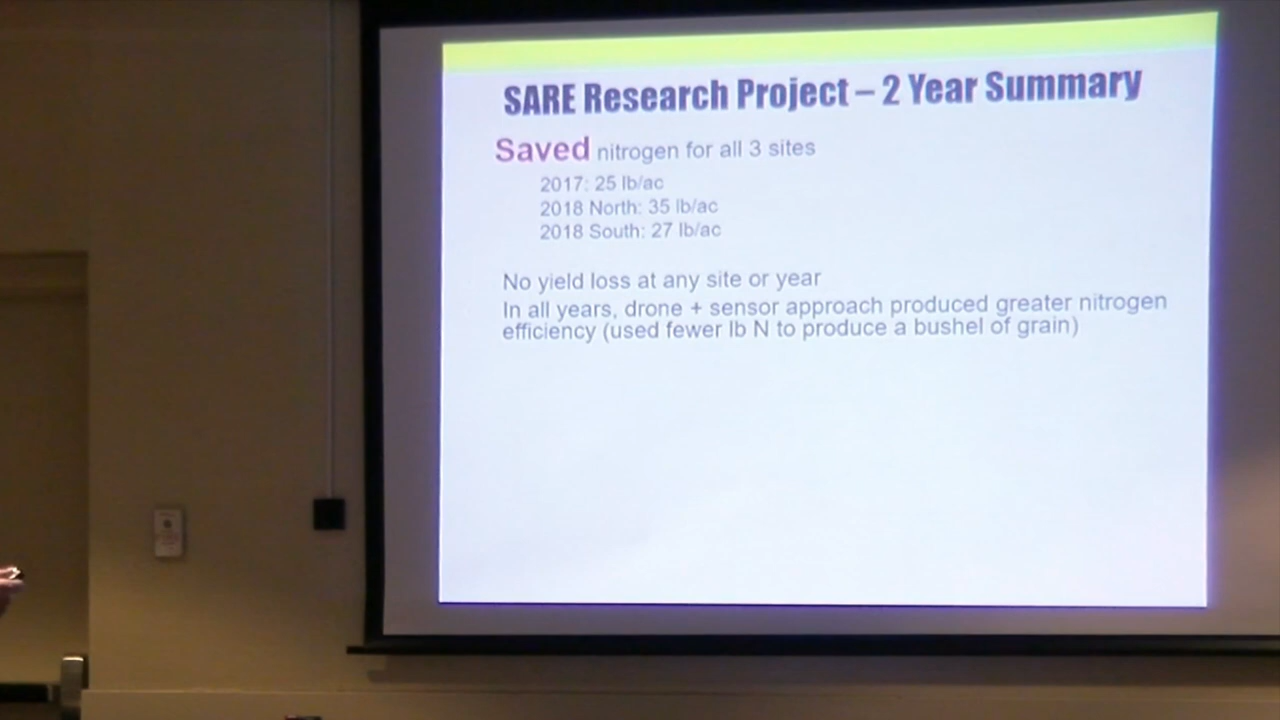 SARE Research Project – 2 Year Summary
Saved nitrogen for all 3 sites
2017: 25 lb/ac
2018 North: 35 lb/ac
2018 South: 27 lb/ac
No yield loss at any site or year
In all years, drone + sensor approach produced greater nitrogen
efficiency (used fewer lb N to produce a bushel of grain)